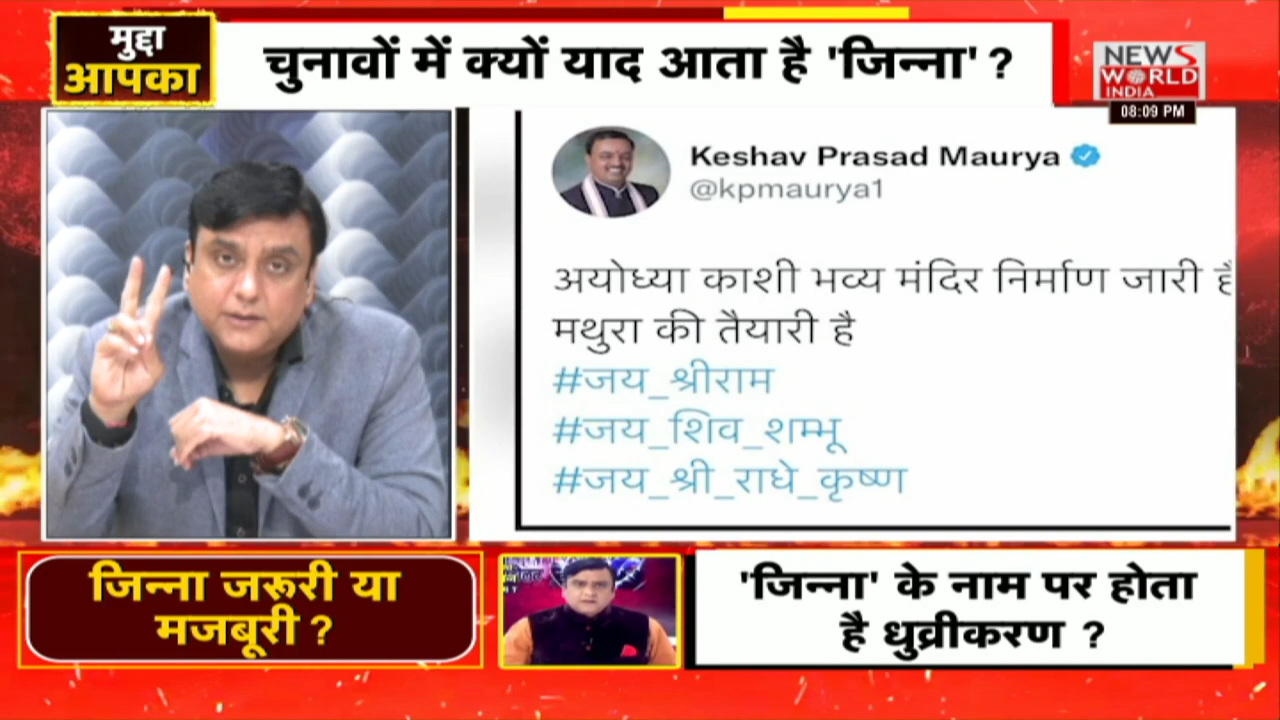 मुद्दा
आपका
चुनावों में क्यों याद आता है 'जिन्ना' ?
NEWS
WORLD
INDIA
08:09 PM
Keshav Prasad Maurya
@kpmaurya1
अयोध्या काशी भव्य मंदिर निर्माण जारी है
मथुरा की तैयारी है
#जय_श्रीराम
#जय_शिव_शम्भू
#जय_श्री_राधे_कृष्ण
जिन्ना जरूरी या
मजबूरी ?
'जिन्ना' के नाम पर होता
है धुव्रीकरण ?